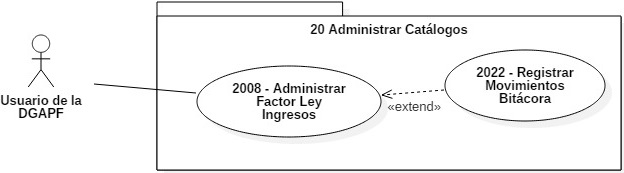 20 Administrar Catálogos
Usuario de la
DGAPF
2008 - Administrar
Factor Ley
Ingresos
«extend»
2022 - Registrar
Movimientos
Bitácora